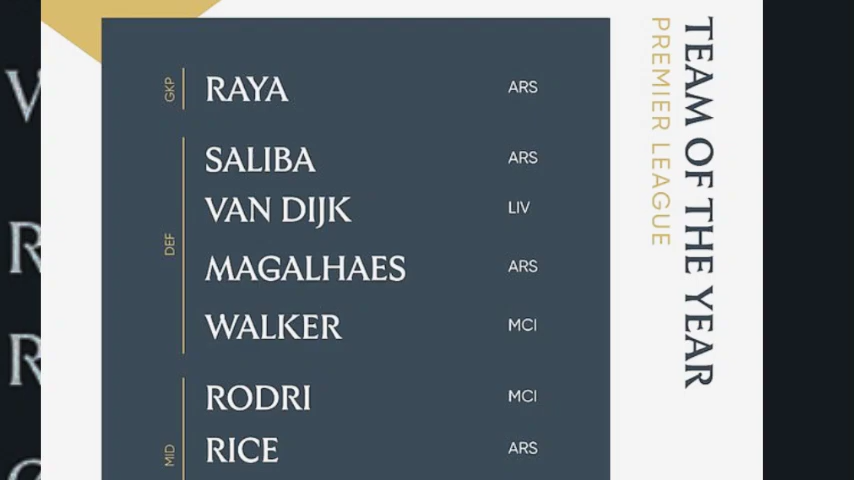 GKP
RAYA ARS
DEF
SALIBA ARS
VAN DIJK LIV
MAGALHAES ARS
WALKER MCI
MID
RODRI MCI
RICE ARS
TEAM OF THE YEAR
PREMIER LEAGUE